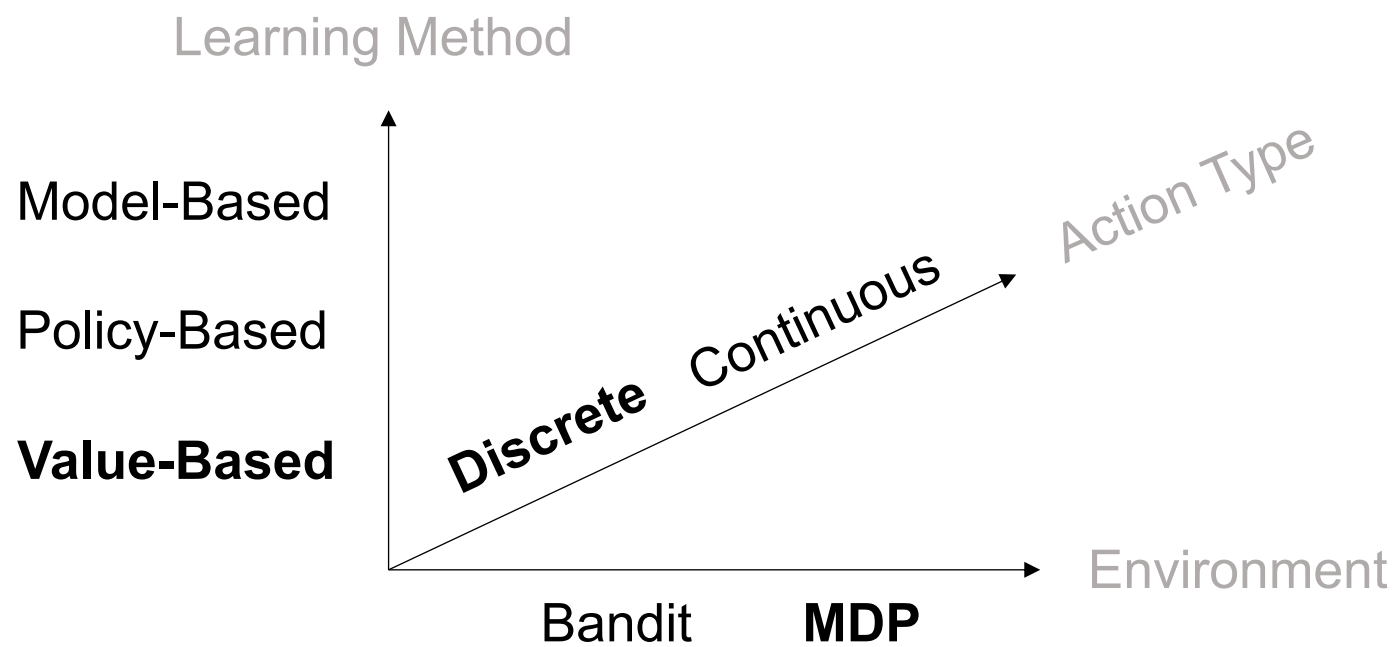 Learning Method
Action Type
Model-Based
Policy-Based
Value-Based
Discrete Continuous
Environment
Bandit MDP